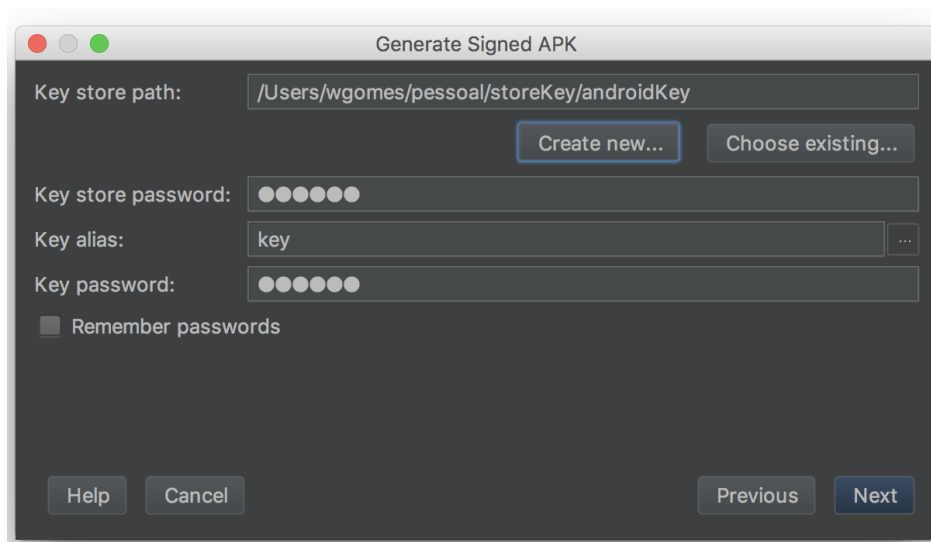 Generate Signed APK
Key store path: /Users/wgomes/pessoal/storeKey/androidKey
Create new... Choose existing...
Key store password: ●●●●●●
Key alias: key ...
Key password: ●●●●●●
Remember passwords
Help Cancel Previous Next